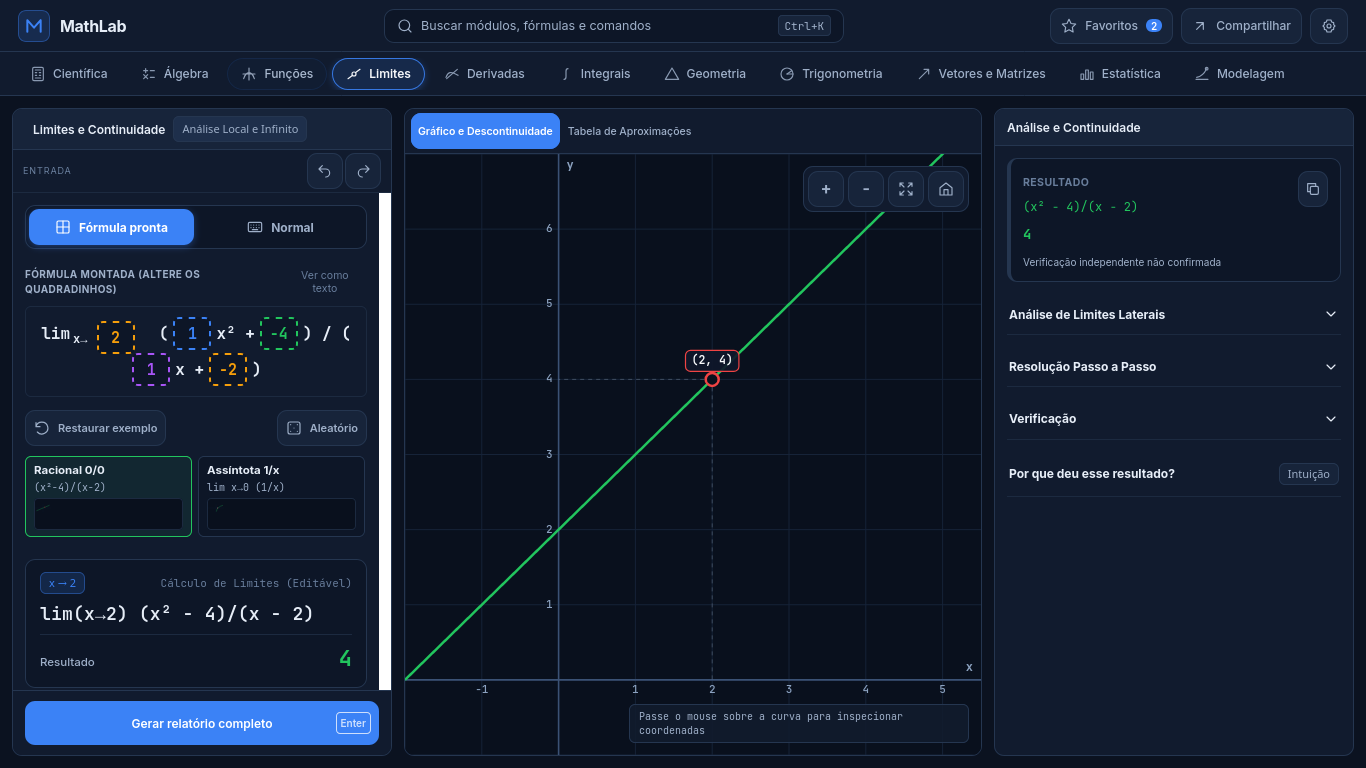 MathLab
Buscar módulos, fórmulas e comandos
Ctrl+K
Favoritos 2
Compartilhar
Científica
Álgebra
Funções
Limites
Derivadas
Integrais
Geometria
Trigonometria
Vetores e Matrizes
Estatística
Modelagem
Limites e Continuidade
Análise Local e Infinito
ENTRADA
Fórmula pronta
Normal
FÓRMULA MONTADA (ALTERE OS
QUADRADINHOS)
Ver como
texto
lim x→ 2 ( 1 x² + -4 ) / (
1 x + -2 )
Restaurar exemplo
Aleatório
Racional 0/0
(x²-4)/(x-2)
Assíntota 1/x
lim x→0 (1/x)
x → 2
Cálculo de Limites (Editável)
lim(x→2) (x² - 4)/(x - 2)
Resultado
4
Gerar relatório completo
Enter
Gráfico e Descontinuidade
Tabela de Aproximações
y
+
-
6
5
(2, 4)
4
3
2
1
x
-1
1
2
3
4
5
Passe o mouse sobre a curva para inspecionar
coordenadas
Análise e Continuidade
RESULTADO
(x² - 4)/(x - 2)
4
Verificação independente não confirmada
Análise de Limites Laterais
Resolução Passo a Passo
Verificação
Por que deu esse resultado?
Intuição